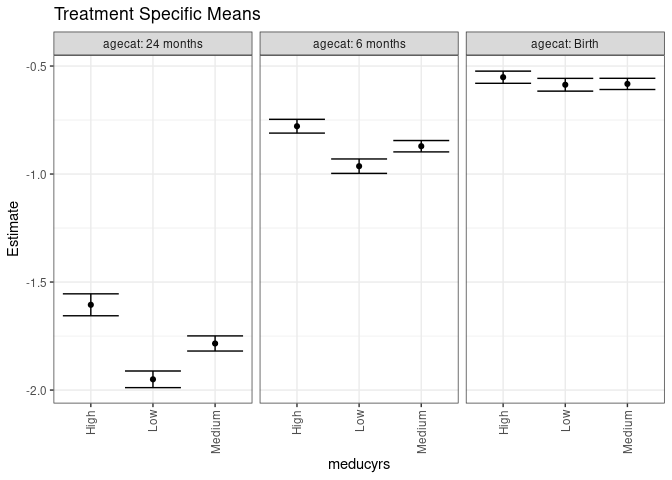 Treatment Specific Means
agecat: 24 months
agecat: 6 months
agecat: Birth
Estimate
-0.5
-1.0
-1.5
-2.0
High
Low
Medium
High
Low
Medium
High
Low
Medium
meducyrs